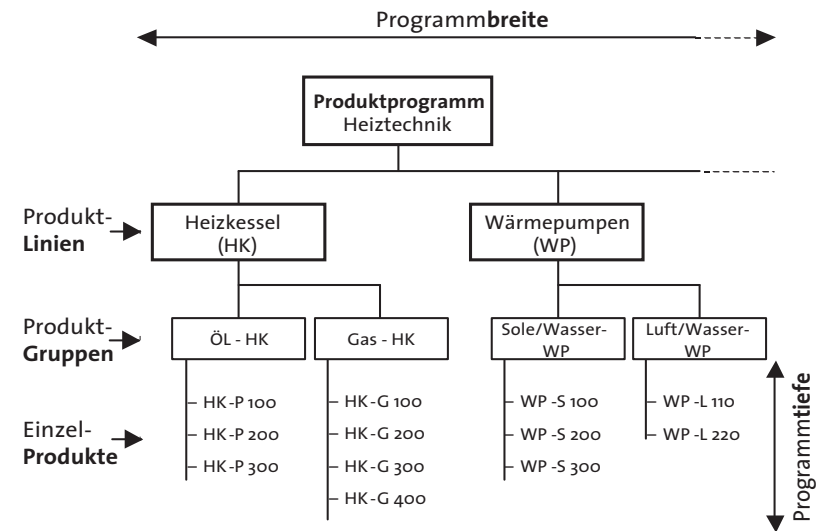 Programmbreite
Produktprogramm
Heiztechnik
Produkt-
Linien
Heizkessel
(HK)
Wärmepumpen
(WP)
Produkt-
Gruppen
ÖL - HK
Gas - HK
Sole/Wasser-
WP
Luft/Wasser-
WP
Einzel-
Produkte
HK-P 100
HK-P 200
HK-P 300
HK-G 100
HK-G 200
HK-G 300
HK-G 400
WP -S 100
WP -S 200
WP -S 300
WP -L 110
WP -L 220
Programmtiefe